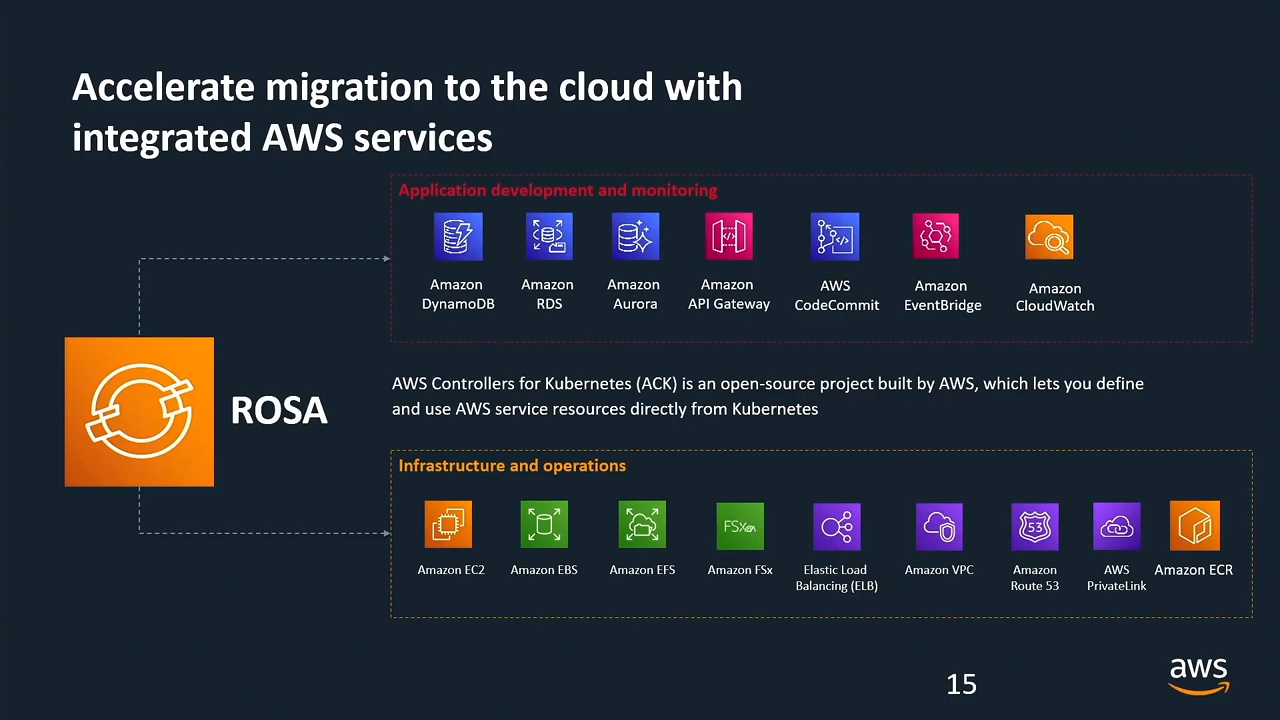 Accelerate migration to the cloud with
integrated AWS services
Application development and monitoring
Amazon
DynamoDB
Amazon
RDS
Amazon
Aurora
Amazon
API Gateway
AWS
CodeCommit
Amazon
EventBridge
Amazon
CloudWatch
ROSA
AWS Controllers for Kubernetes (ACK) is an open-source project built by AWS, which lets you define
and use AWS service resources directly from Kubernetes
Infrastructure and operations
FSx
53
Amazon EC2
Amazon EBS
Amazon EFS
Amazon FSx
Elastic Load
Balancing (ELB)
Amazon VPC
Amazon
Route 53
AWS
PrivateLink
Amazon ECR
15
aws